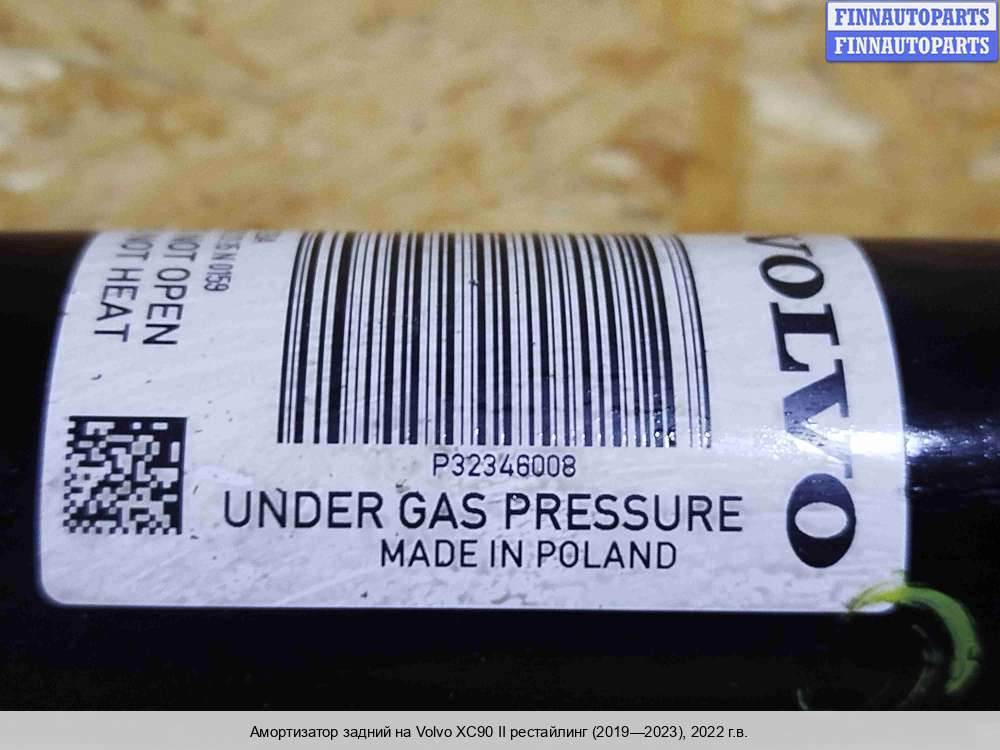 FINNAUTOPARTS
FINNAUTOPARTS
NOT OPEN
NOT HEAT
P32346008
UNDER GAS PRESSURE
MADE IN POLAND
VOLVO
Амортизатор задний на Volvo XC90 II рестайлинг (2019—2023), 2022 г.в.